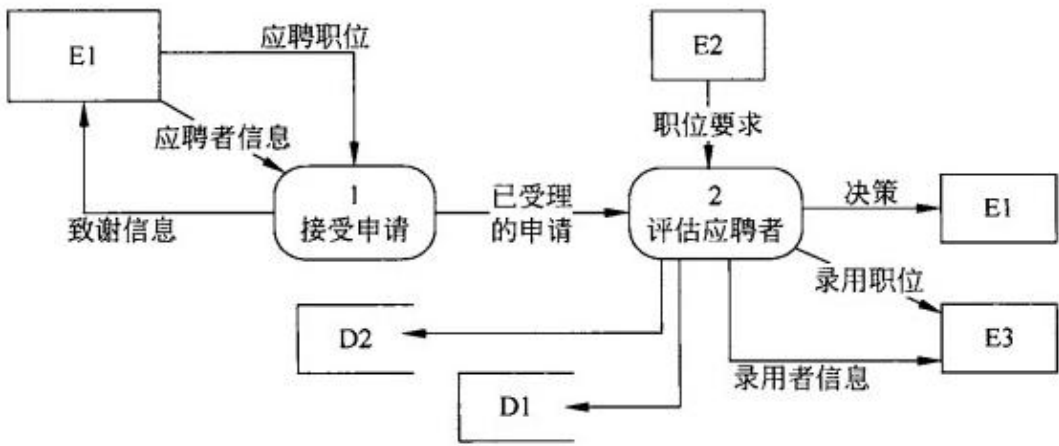 E1
应聘职位
E2
应聘者信息
职位要求
致谢信息
1
接受申请
已受理
的申请
2
评估应聘者
决策
E1
录用职位
D2
E3
录用者信息
D1